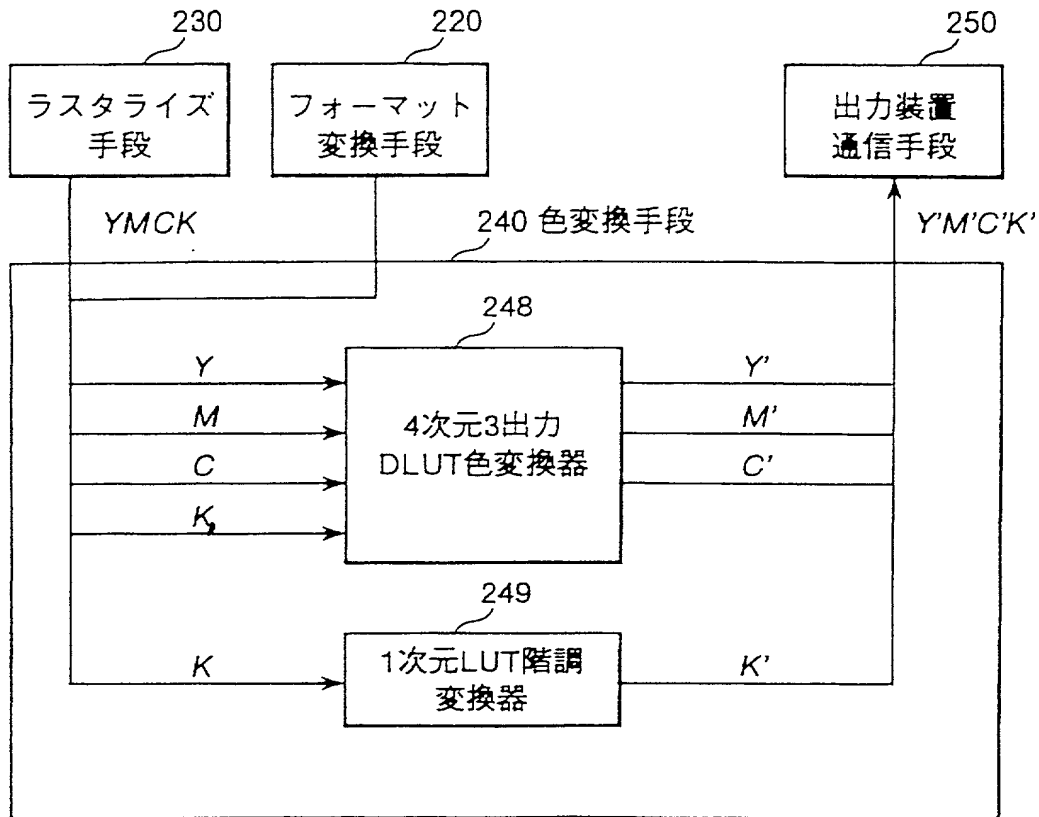 230
220
250
ラスタライズ
手段
フォーマット
変換手段
出力装置
通信手段
YMCK
240 色変換手段
Y'M'C'K'
248
Y
M
C
K,
4次元3出力
DLUT色変換器
Y'
M'
C'
249
K
1次元LUT階調
変換器
K'